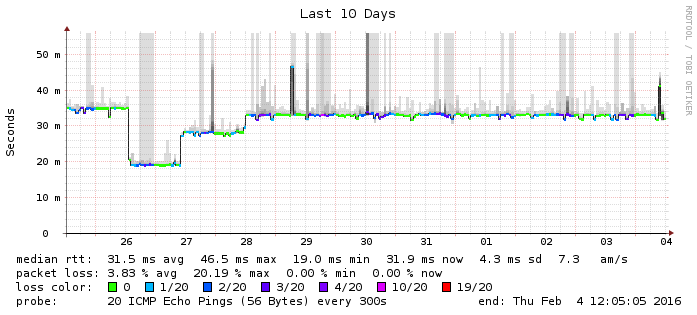 Last 10 Days
RRDTOOL / TOBI OETIKER
Seconds
50 m
40 m
30 m
20 m
10 m
0
26 27 28 29 30 31 01 02 03 04
median rtt: 31.5 ms avg 46.5 ms max 19.0 ms min 31.9 ms now 4.3 ms sd 7.3 am/s
packet loss: 3.83 % avg 20.19 % max 0.00 % min 0.00 % now
loss color: 0 1/20 2/20 3/20 4/20 10/20 19/20
probe: 20 ICMP Echo Pings (56 Bytes) every 300s end: Thu Feb 4 12:05:05 2016